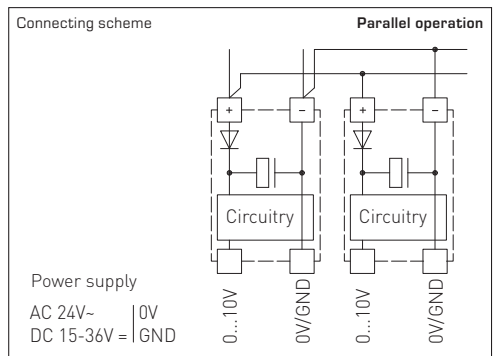 Connecting scheme
Parallel operation
+ − + −
Circuitry Circuitry
Power supply
AC 24V~ 0V
DC 15-36V = GND
0...10V
0V/GND
0...10V
0V/GND